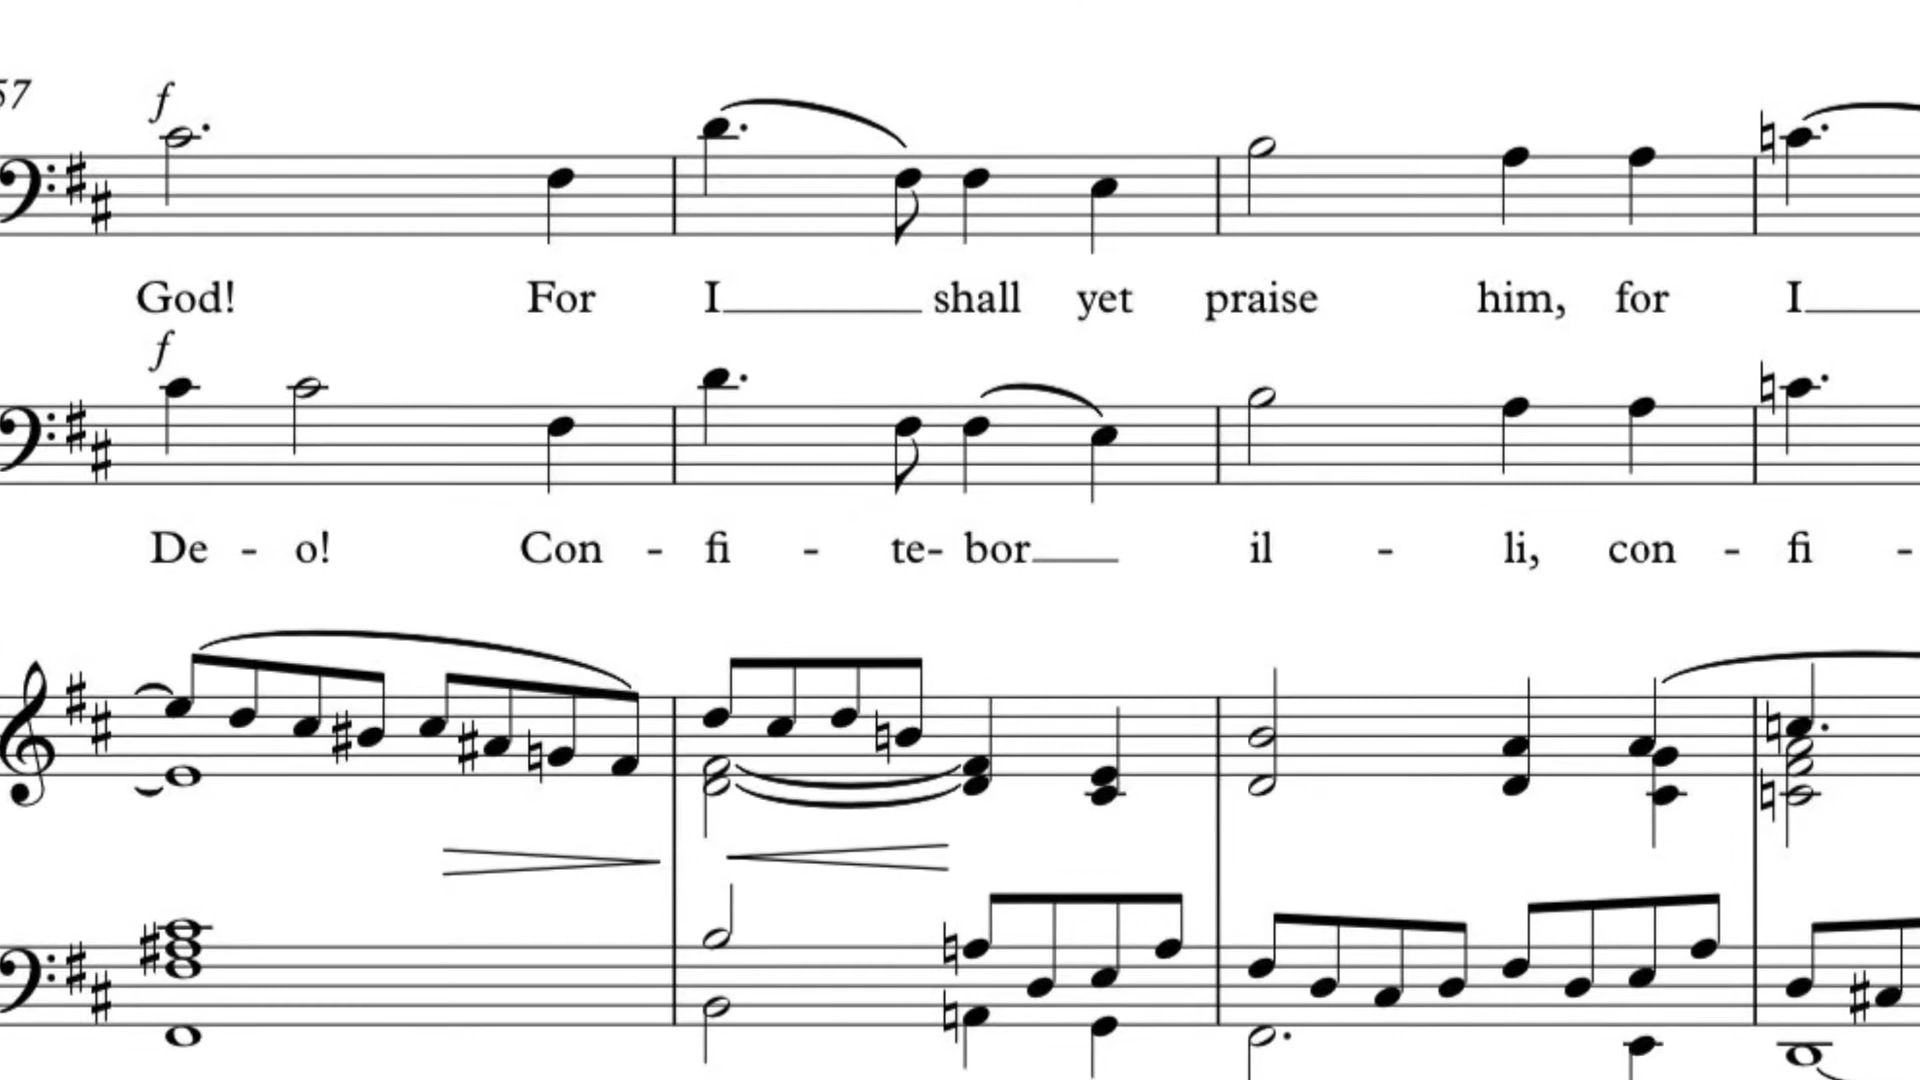 57
f
God! For I shall yet praise him, for I
f
De - o! Con - fi - te- bor il - li, con - fi -